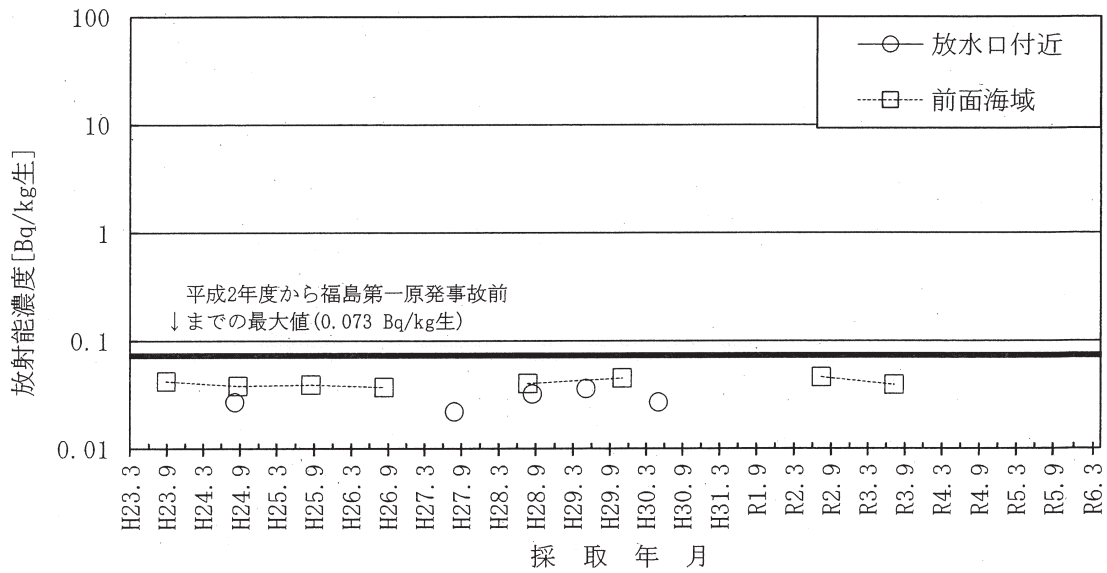 放射能濃度[Bq/kg生]
100
10
1
0.1
0.01
放水口付近
前面海域
平成2年度から福島第一原発事故前
↓までの最大値(0.073 Bq/kg生)
H23.3
H23.9
H24.3
H24.9
H25.3
H25.9
H26.3
H26.9
H27.3
H27.9
H28.3
H28.9
H29.3
H29.9
H30.3
H30.9
H31.3
R1.9
R2.3
R2.9
R3.3
R3.9
R4.3
R4.9
R5.3
R5.9
R6.3
採 取 年 月